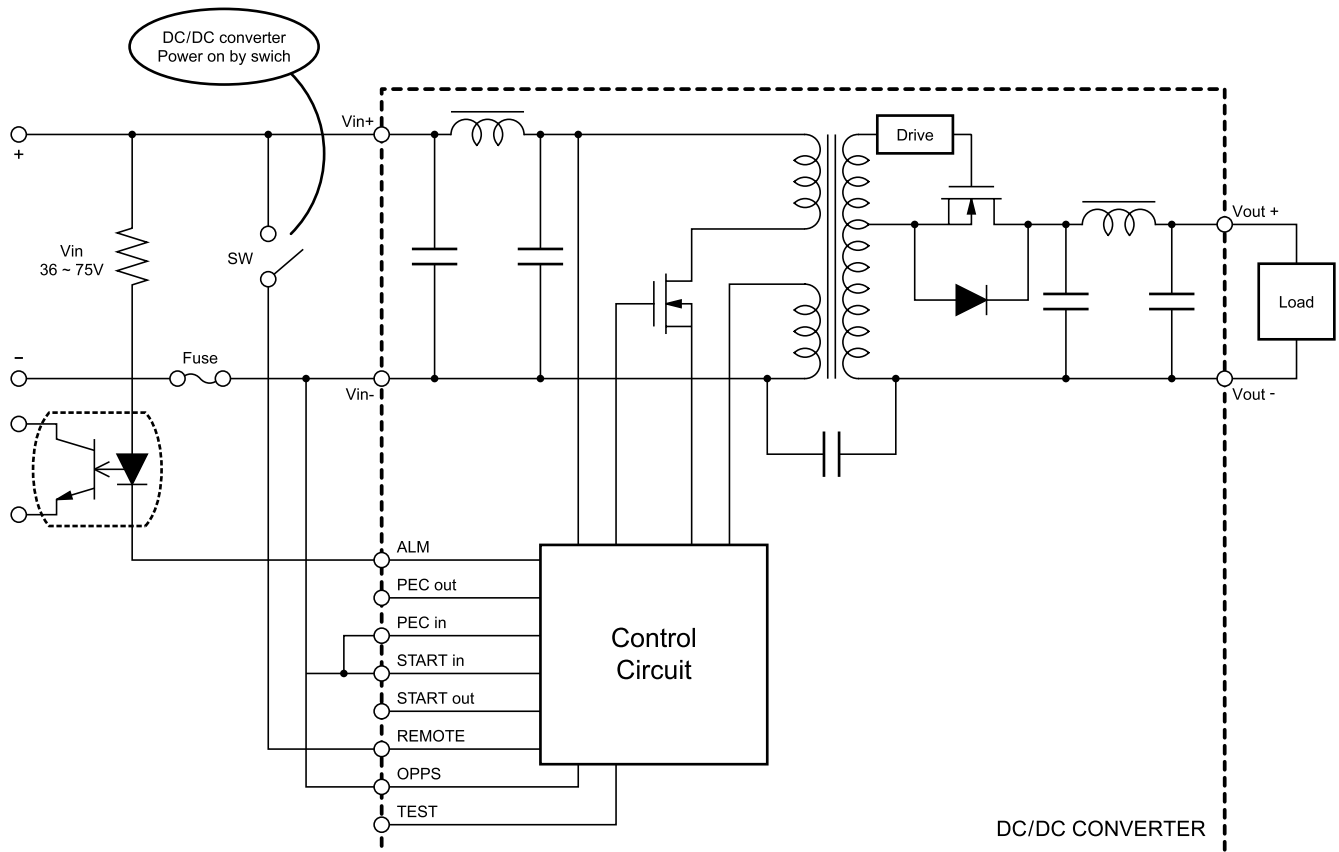 DC/DC converter
Power on by swich
Vin+
+
Drive
Vout +
Vin
36 ~ 75V
SW
Load
−
Fuse
Vin-
Vout -
ALM
PEC out
PEC in
START in
START out
REMOTE
OPPS
TEST
Control
Circuit
DC/DC CONVERTER